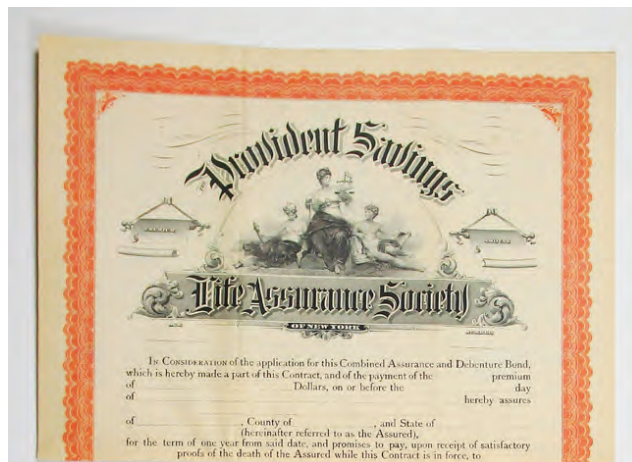 THE
Provident Savings
PREMIUM
AMOUNT
Life Assurance Society
OF NEW YORK
AGE
In Consideration of the application for this Combined Assurance and Debenture Bond,
which is hereby made a part of this Contract, and of the payment of the premium
of Dollars, on or before the day
of hereby assures
of , County of , and State of
(hereinafter referred to as the Assured),
for the term of one year from said date, and promises to pay, upon receipt of satisfactory
proofs of the death of the Assured while this Contract is in force, to